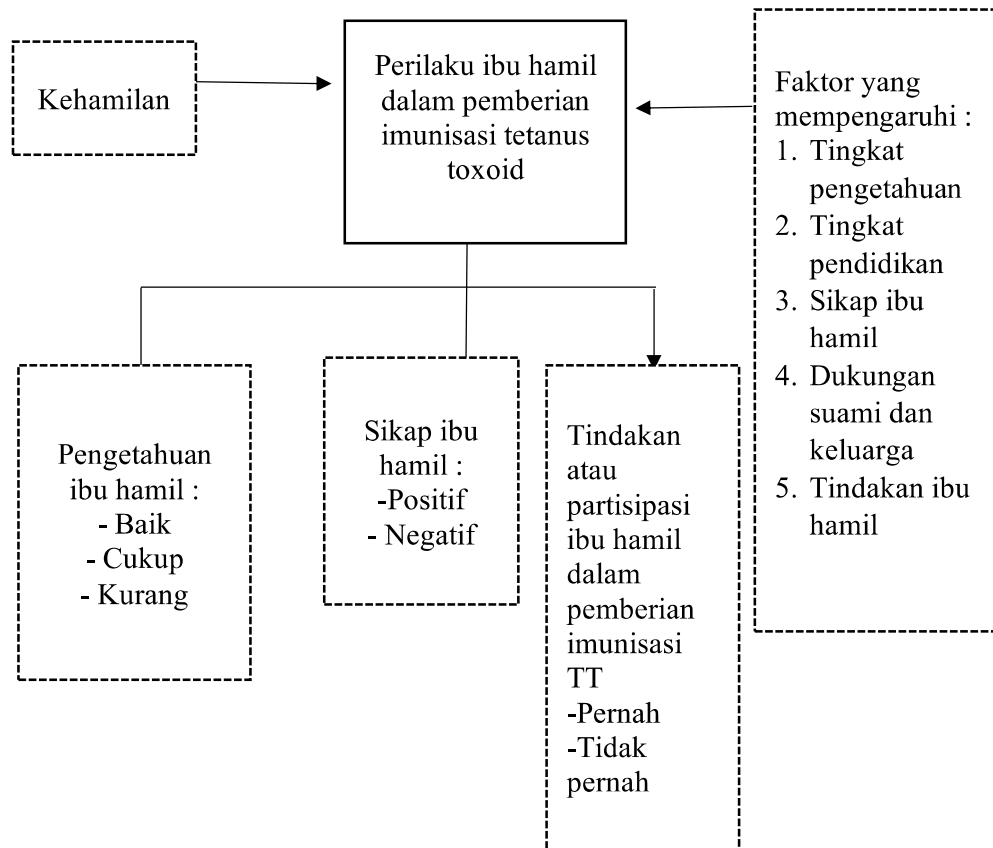 Kehamilan
Perilaku ibu hamil
dalam pemberian
imunisasi tetanus
toxoid
Faktor yang
mempengaruhi :
1. Tingkat
pengetahuan
2. Tingkat
pendidikan
3. Sikap ibu
hamil
4. Dukungan
suami dan
keluarga
5. Tindakan ibu
hamil
Pengetahuan
ibu hamil :
- Baik
- Cukup
- Kurang
Sikap ibu
hamil :
-Positif
- Negatif
Tindakan
atau
partisipasi
ibu hamil
dalam
pemberian
imunisasi
TT
-Pernah
-Tidak
pernah